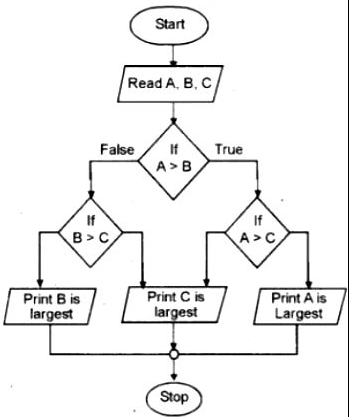 Start
Read A, B, C
False
If
A > B
True
If
B > C
If
A > C
Print B is
largest
Print C is
largest
Print A is
Largest
Stop